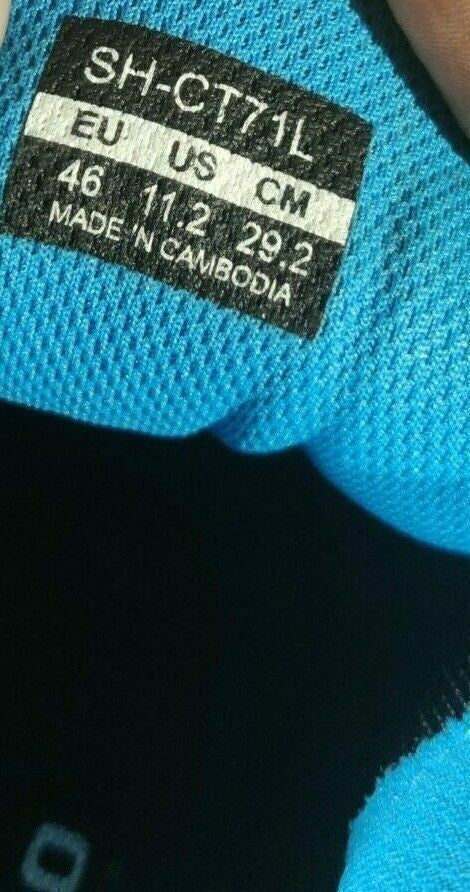 SH-CT71L
EU US CM
46 11.2 29.2
MADE IN CAMBODIA